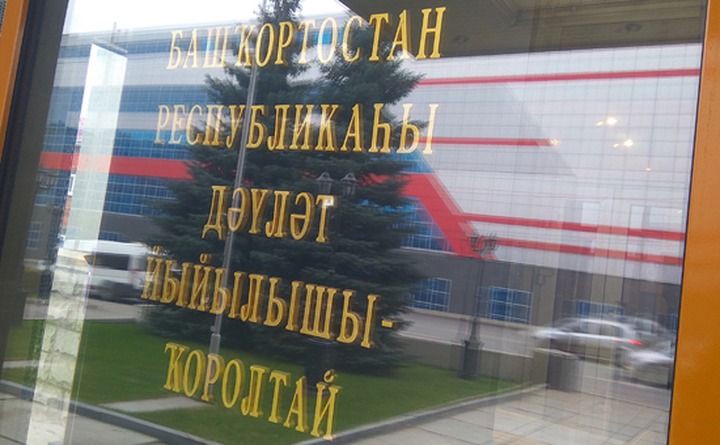 БАШҠОРТОСТАН
РЕСПУБЛИКАҺЫ
ДӘҮЛӘТ
ЙЫЙЫЛЫШЫ-
ҠОРОЛТАЙ